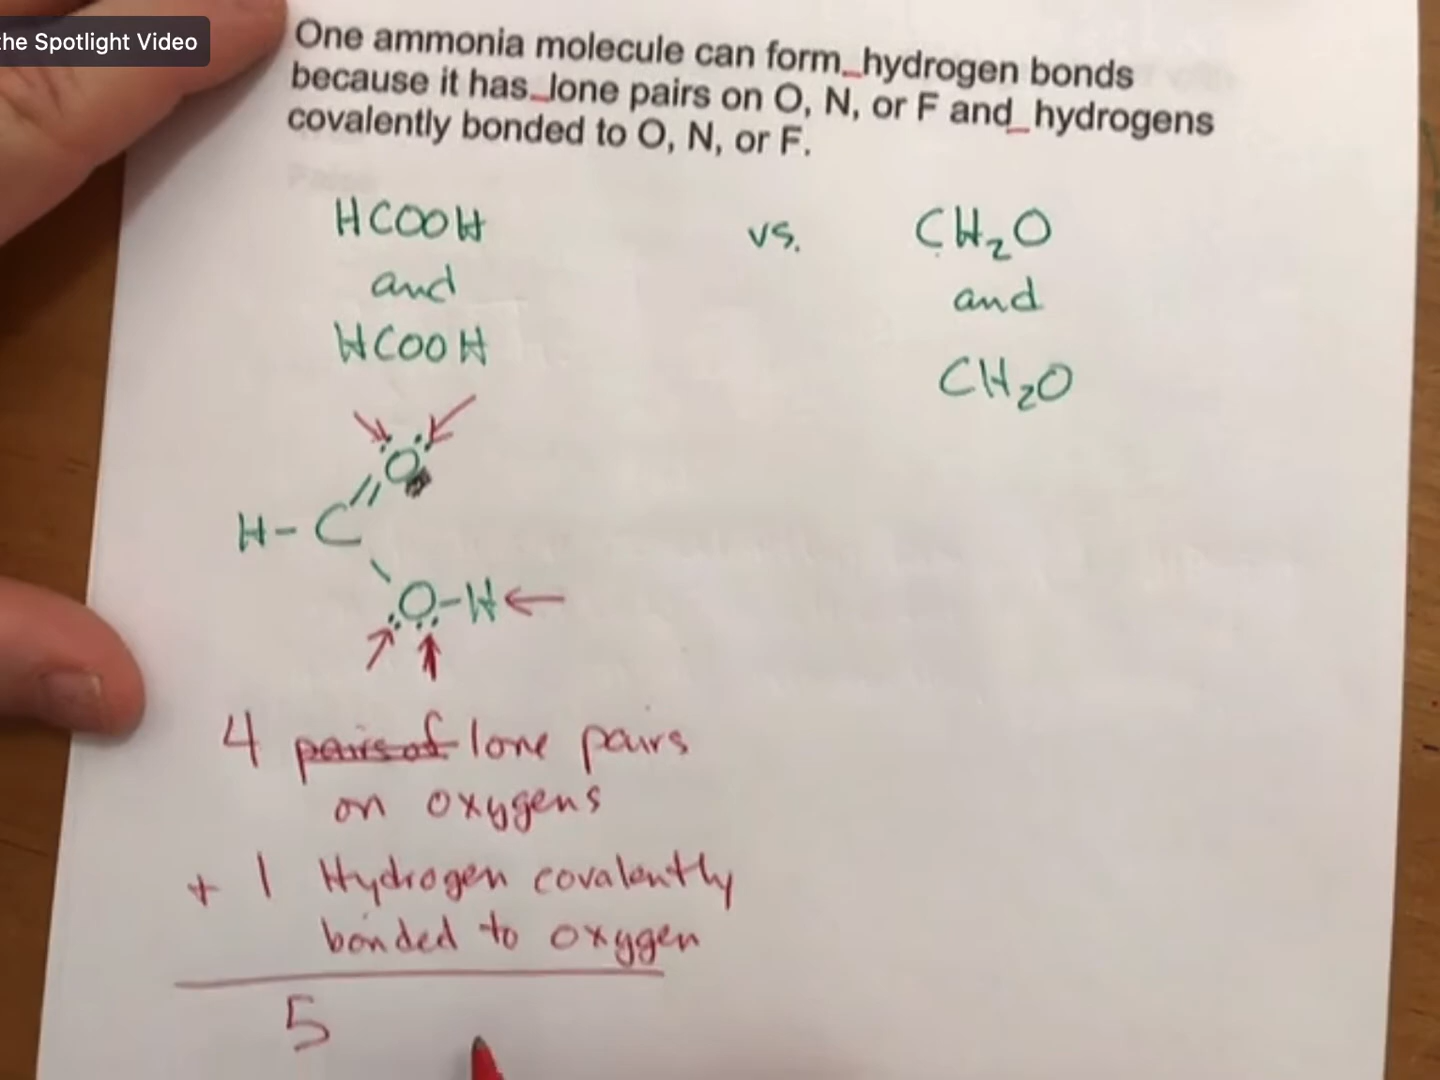 the Spotlight Video
One ammonia molecule can form_hydrogen bonds
because it has_lone pairs on O, N, or F and_ hydrogens
covalently bonded to O, N, or F.
HCOOH vs. CH₂O
and and
HCOOH CH₂O
O
H-C
O-H
4 pairs of lone pairs
on oxygens
+ 1 Hydrogen covalently
bonded to oxygen
5